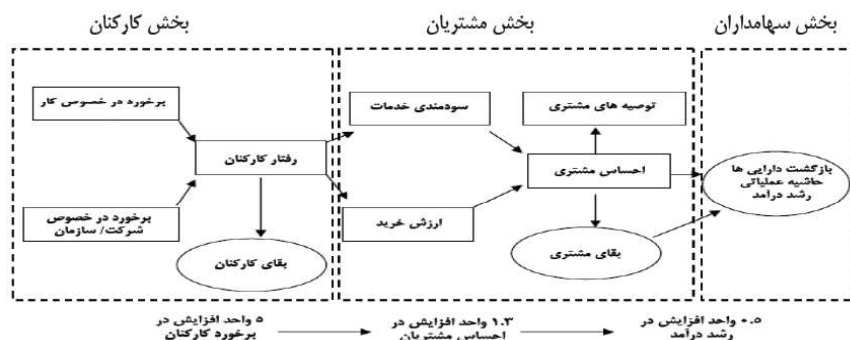 بخش کارکنان
بخش مشتریان
بخش سهامداران
برخورد در خصوص کار
رفتار کارکنان
برخورد در خصوص
شرکت/ سازمان
بقای کارکنان
سودمندی خدمات
توصیه های مشتری
احساس مشتری
ارزش خرید
بقای مشتری
بازگشت دارایی ها
حاشیه عملیاتی
رشد درآمد
۵ واحد افزایش در
برخورد کارکنان
۱.۳ واحد افزایش در
احساس مشتریان
۰.۵ واحد افزایش در
رشد درآمد